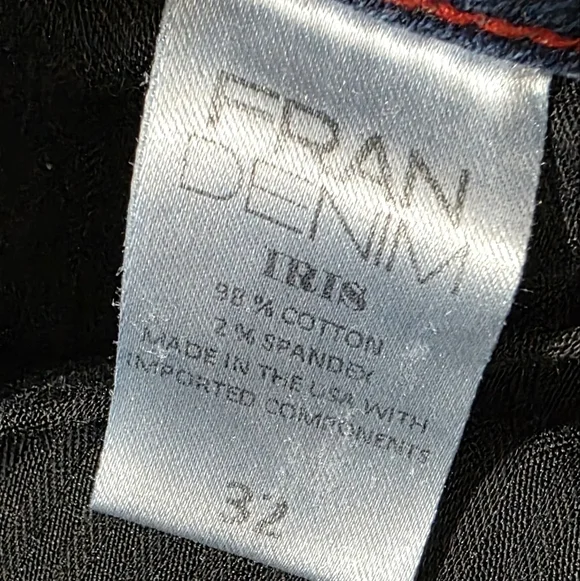 FRAN
DENIM
IRIS
98 % COTTON
2 % SPANDEX
MADE IN THE USA WITH
IMPORTED COMPONENTS
32